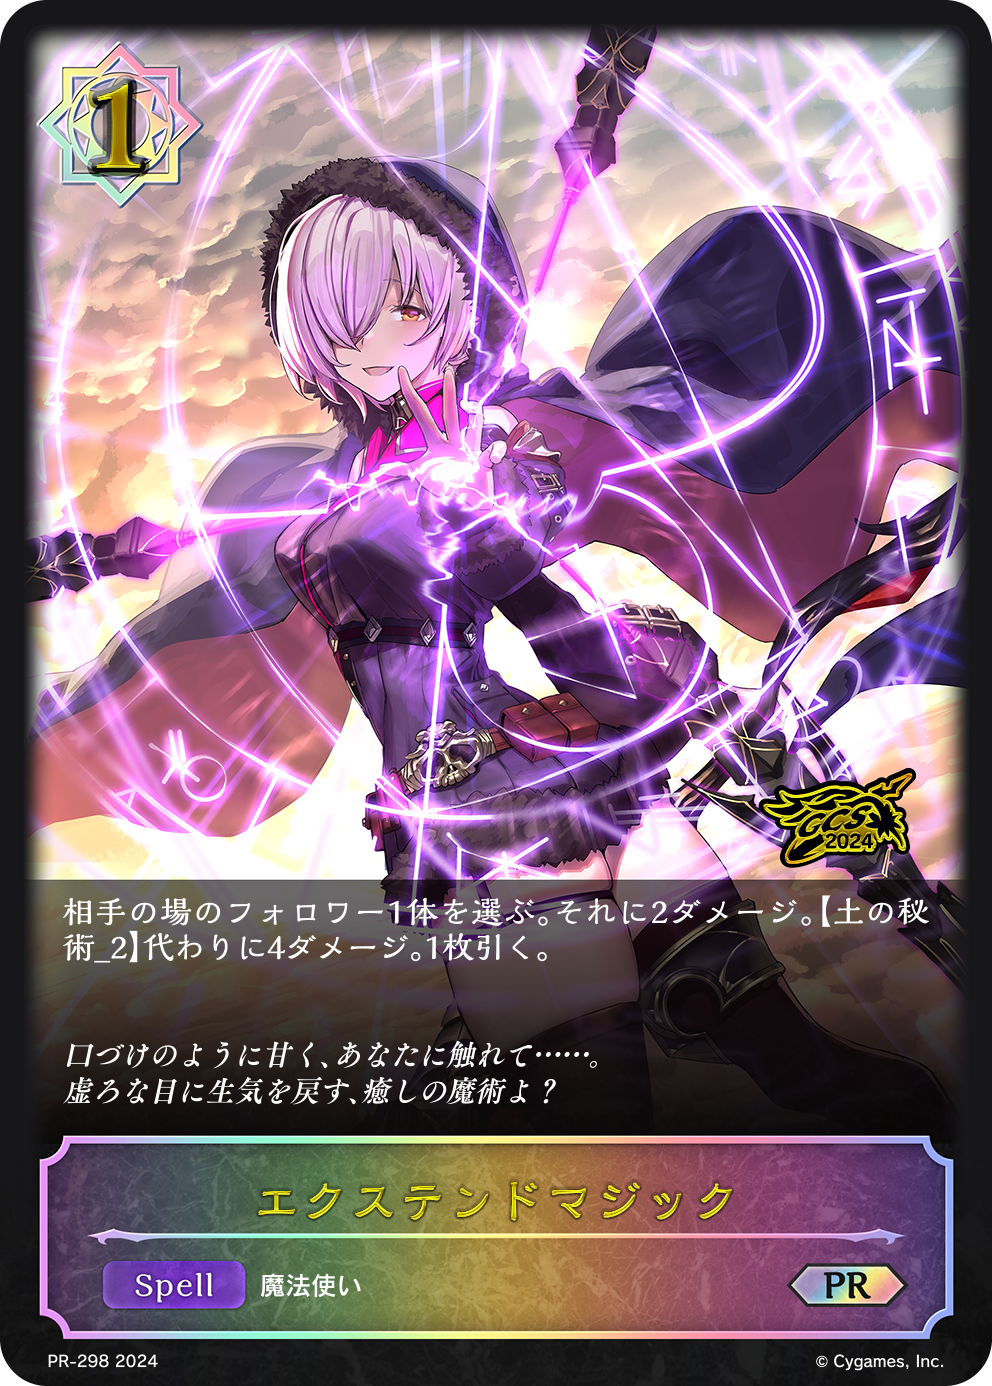 1
GCS
2024
相手の場のフォロワー1体を選ぶ。それに2ダメージ。【土の秘
術_2】代わりに4ダメージ。1枚引く。
口づけのように甘く、あなたに触れて……。
虚ろな目に生気を戻す、癒しの魔術よ？
エクステンドマジック
Spell 魔法使い PR
PR-298 2024 © Cygames, Inc.